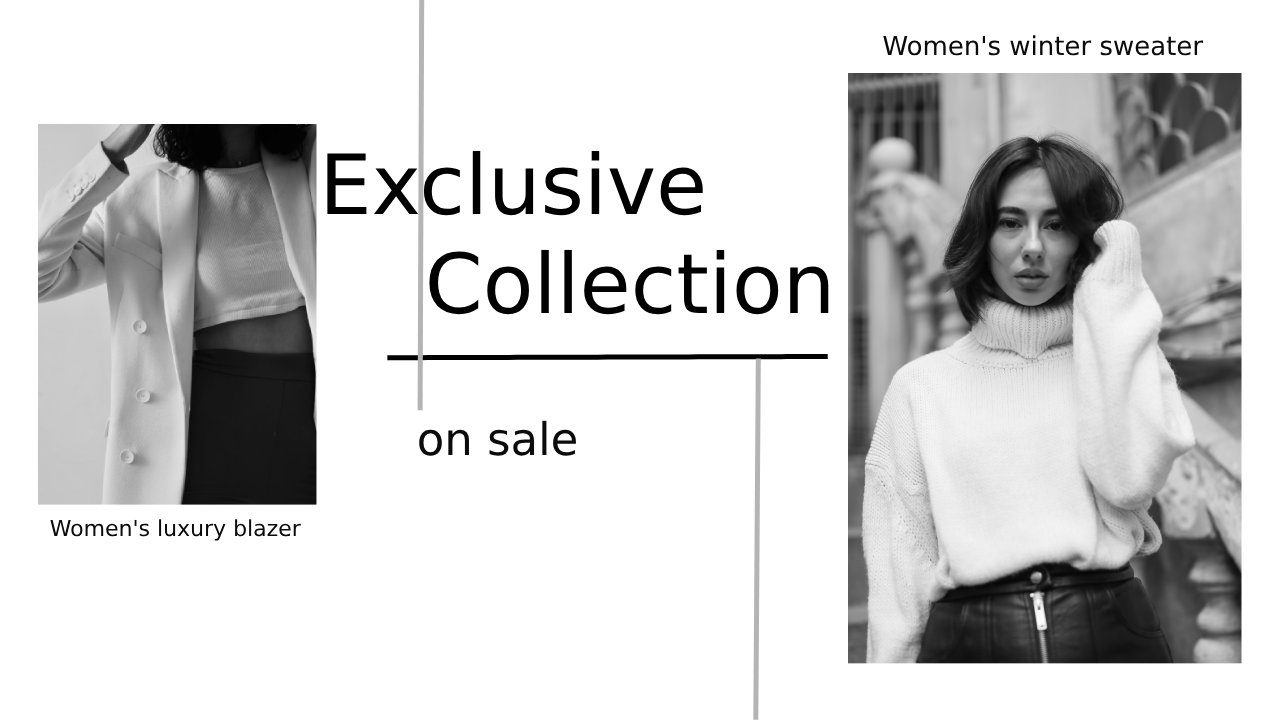 Women's winter sweater
Exclusive
Collection
on sale
Women's luxury blazer